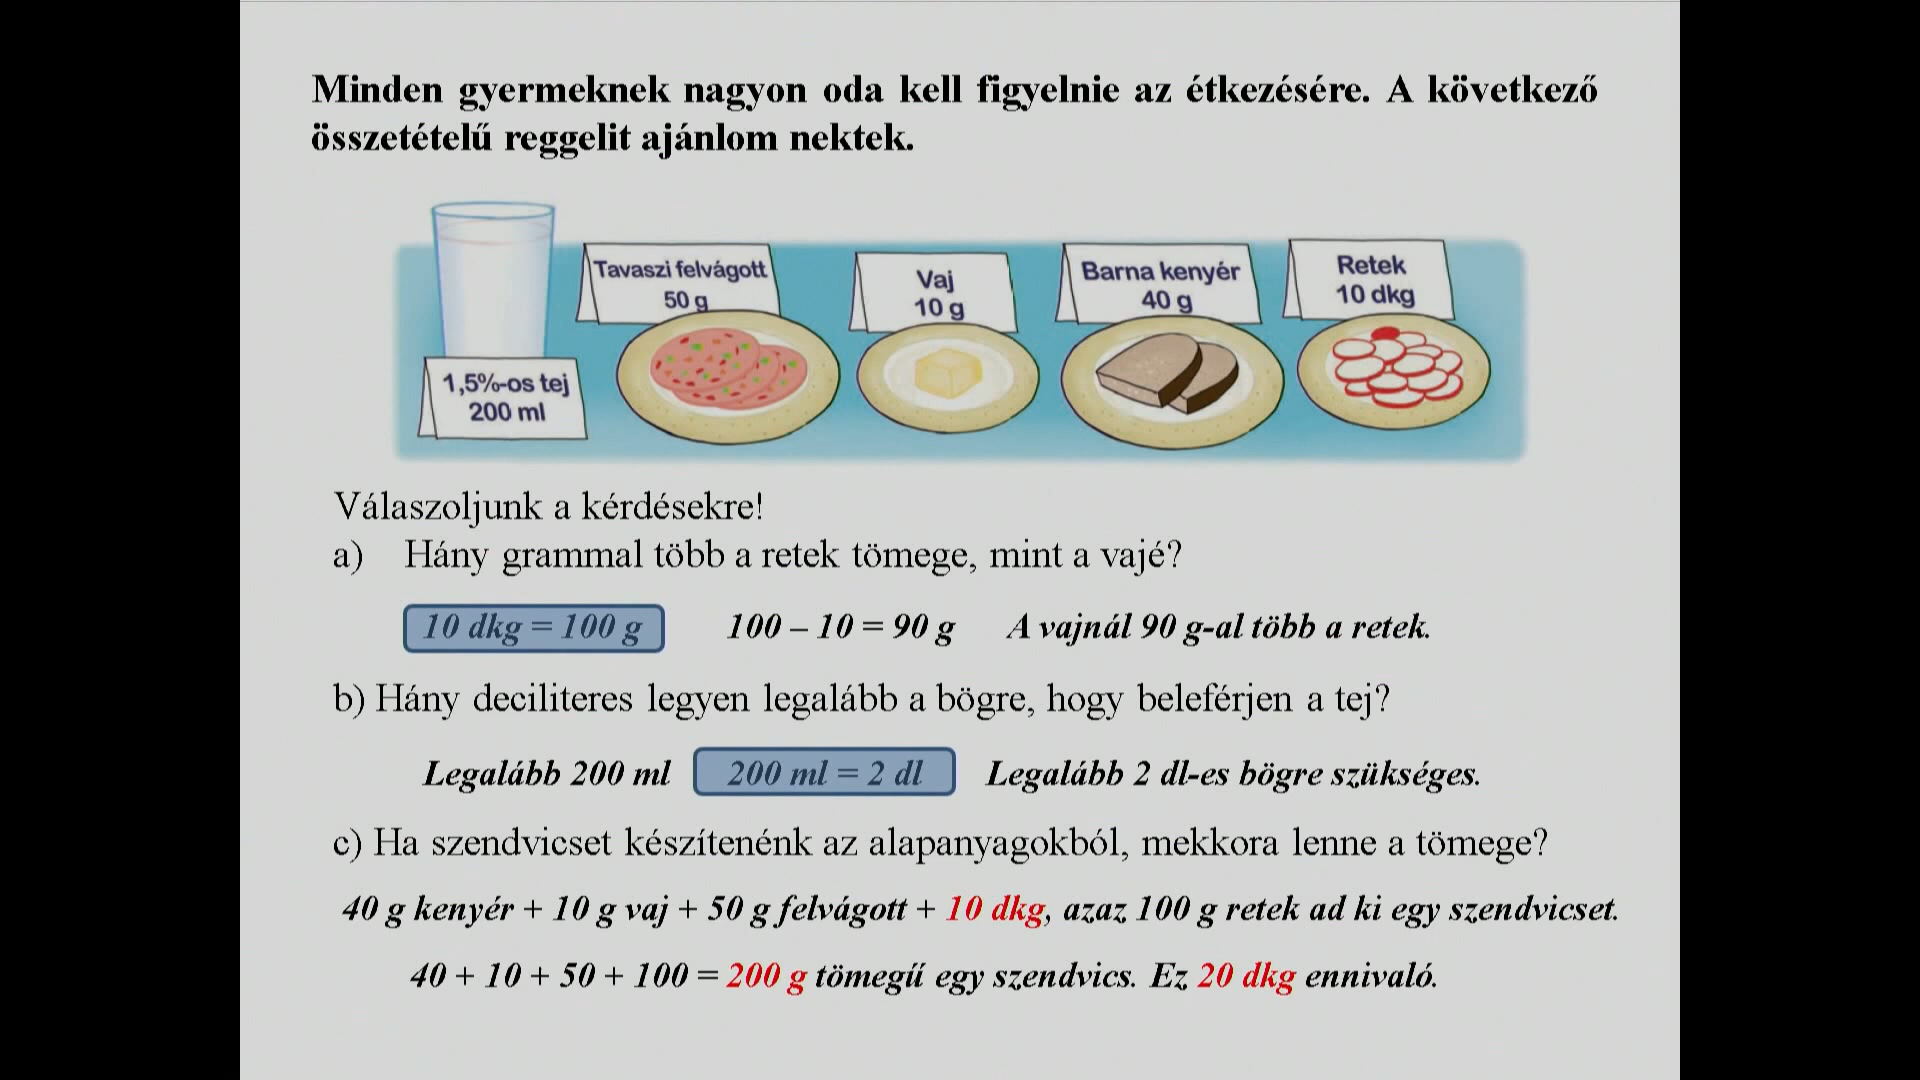 Minden gyermeknek nagyon oda kell figyelnie az étkezésére. A következő
összetételű reggelit ajánlom nektek.
1,5%-os tej
200 ml
Tavaszi felvágott
50 g
Vaj
10 g
Barna kenyér
40 g
Retek
10 dkg
Válaszoljunk a kérdésekre!
a) Hány grammal több a retek tömege, mint a vajé?
10 dkg = 100 g 100 – 10 = 90 g A vajnál 90 g-al több a retek.
b) Hány deciliteres legyen legalább a bögre, hogy beleférjen a tej?
Legalább 200 ml 200 ml = 2 dl Legalább 2 dl-es bögre szükséges.
c) Ha szendvicset készítenénk az alapanyagokból, mekkora lenne a tömege?
40 g kenyér + 10 g vaj + 50 g felvágott + 10 dkg, azaz 100 g retek ad ki egy szendvicset.
40 + 10 + 50 + 100 = 200 g tömegű egy szendvics. Ez 20 dkg ennivaló.